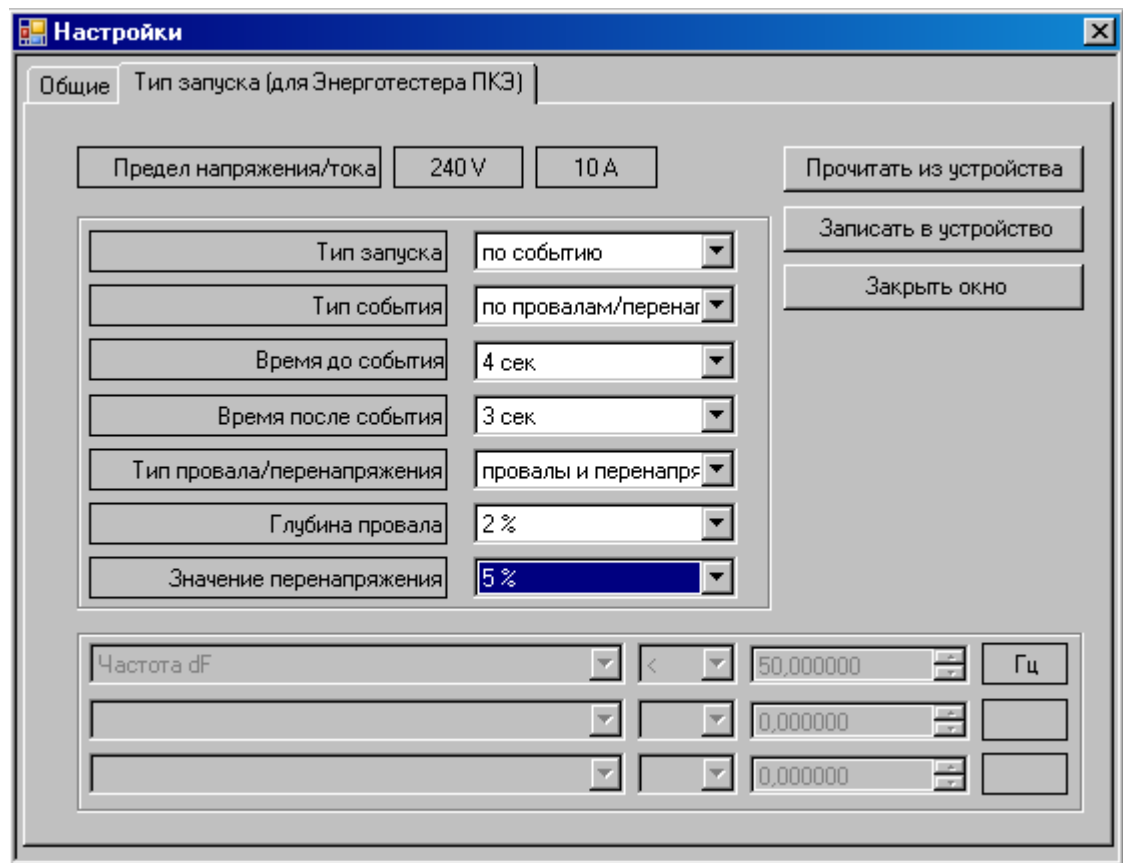 Настройки
Общие
Тип запуска (для Энерготестера ПКЭ)
Предел напряжения/тока 240 V 10 A
Прочитать из устройства
Записать в устройство
Закрыть окно
Тип запуска по событию
Тип события по провалам/перенаг
Время до события 4 сек
Время после события 3 сек
Тип провала/перенапряжения провалы и перенапря
Глубина провала 2 %
Значение перенапряжения 5 %
Частота dF < 50,000000 Гц
0,000000
0,000000